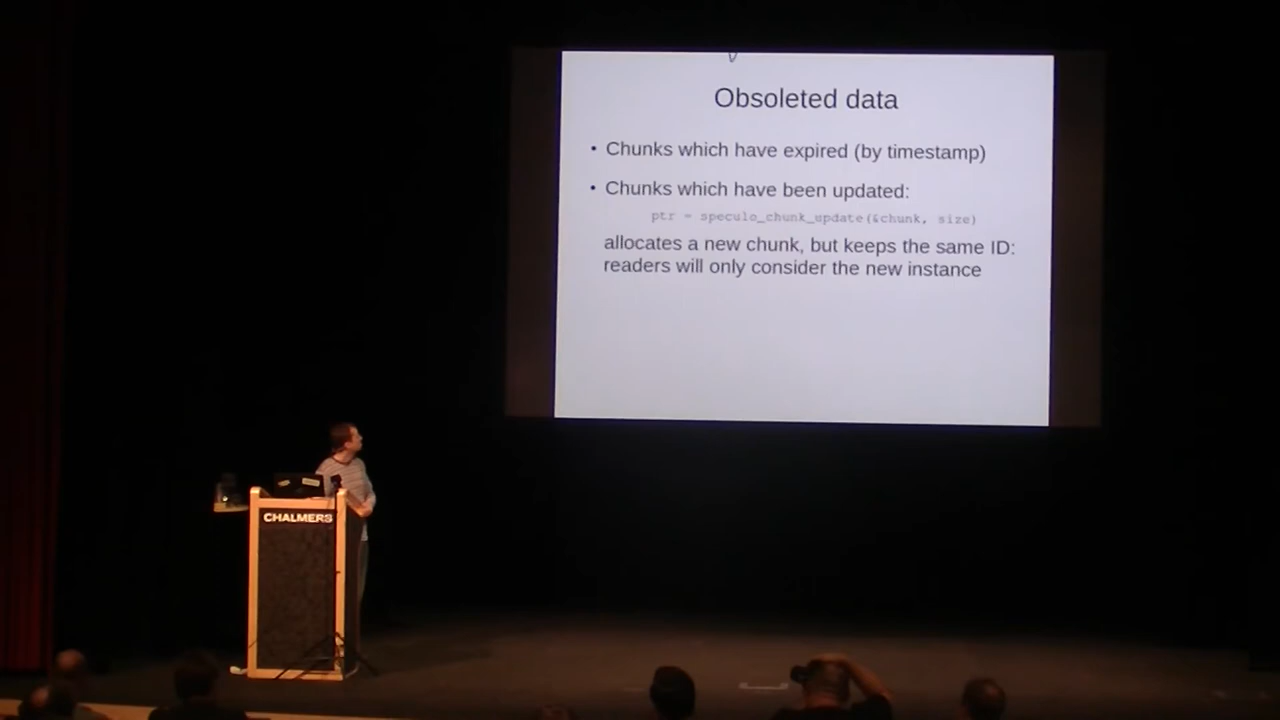 Obsoleted data
• Chunks which have expired (by timestamp)
• Chunks which have been updated:
ptr = speculo_chunk_update(&chunk, size)
allocates a new chunk, but keeps the same ID:
readers will only consider the new instance
CHALMERS